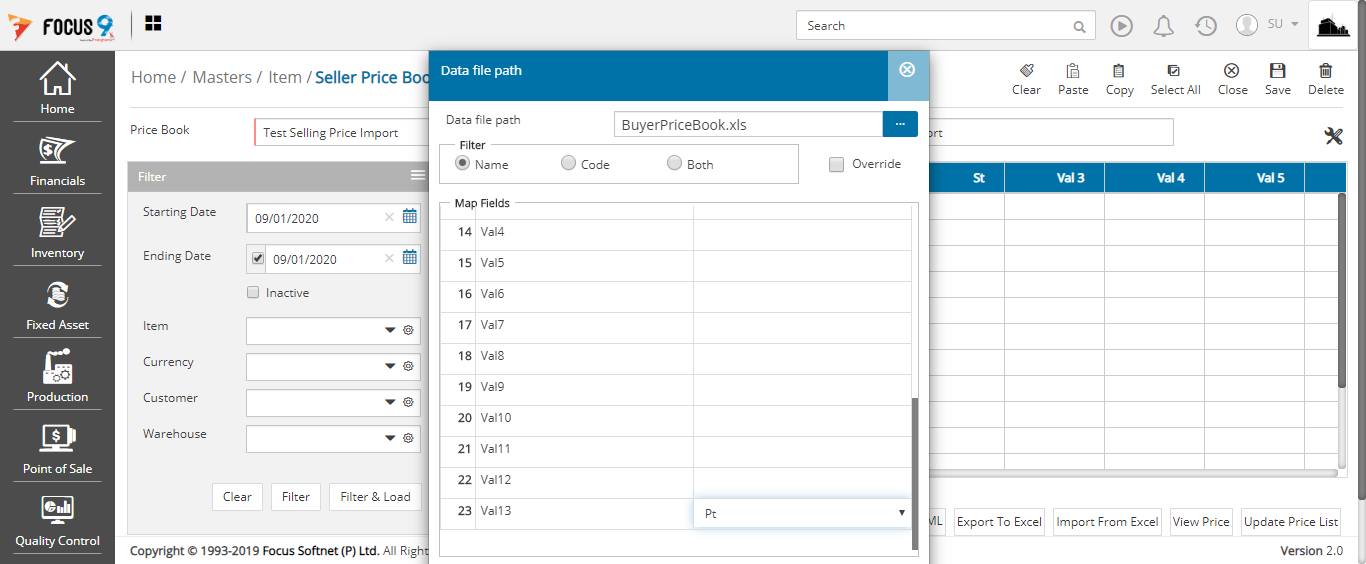 FOCUS 9
Search
SU
Home
Financials
Inventory
Fixed Asset
Production
Point of Sale
Quality Control
Home / Masters / Item / Seller Price Boo
Clear Paste Copy Select All Close Save Delete
Price Book
Test Selling Price Import
ort
Filter
Starting Date 09/01/2020
Ending Date 09/01/2020
Inactive
Item
Currency
Customer
Warehouse
Clear Filter Filter & Load
Data file path
Data file path BuyerPriceBook.xls ...
Filter
Name Code Both Override
Map Fields
14 Val4
15 Val5
16 Val6
17 Val7
18 Val8
19 Val9
20 Val10
21 Val11
22 Val12
23 Val13 Pt
St Val 3 Val 4 Val 5
ML Export To Excel Import From Excel View Price Update Price List
Copyright © 1993-2019 Focus Softnet (P) Ltd. All Right
Version 2.0